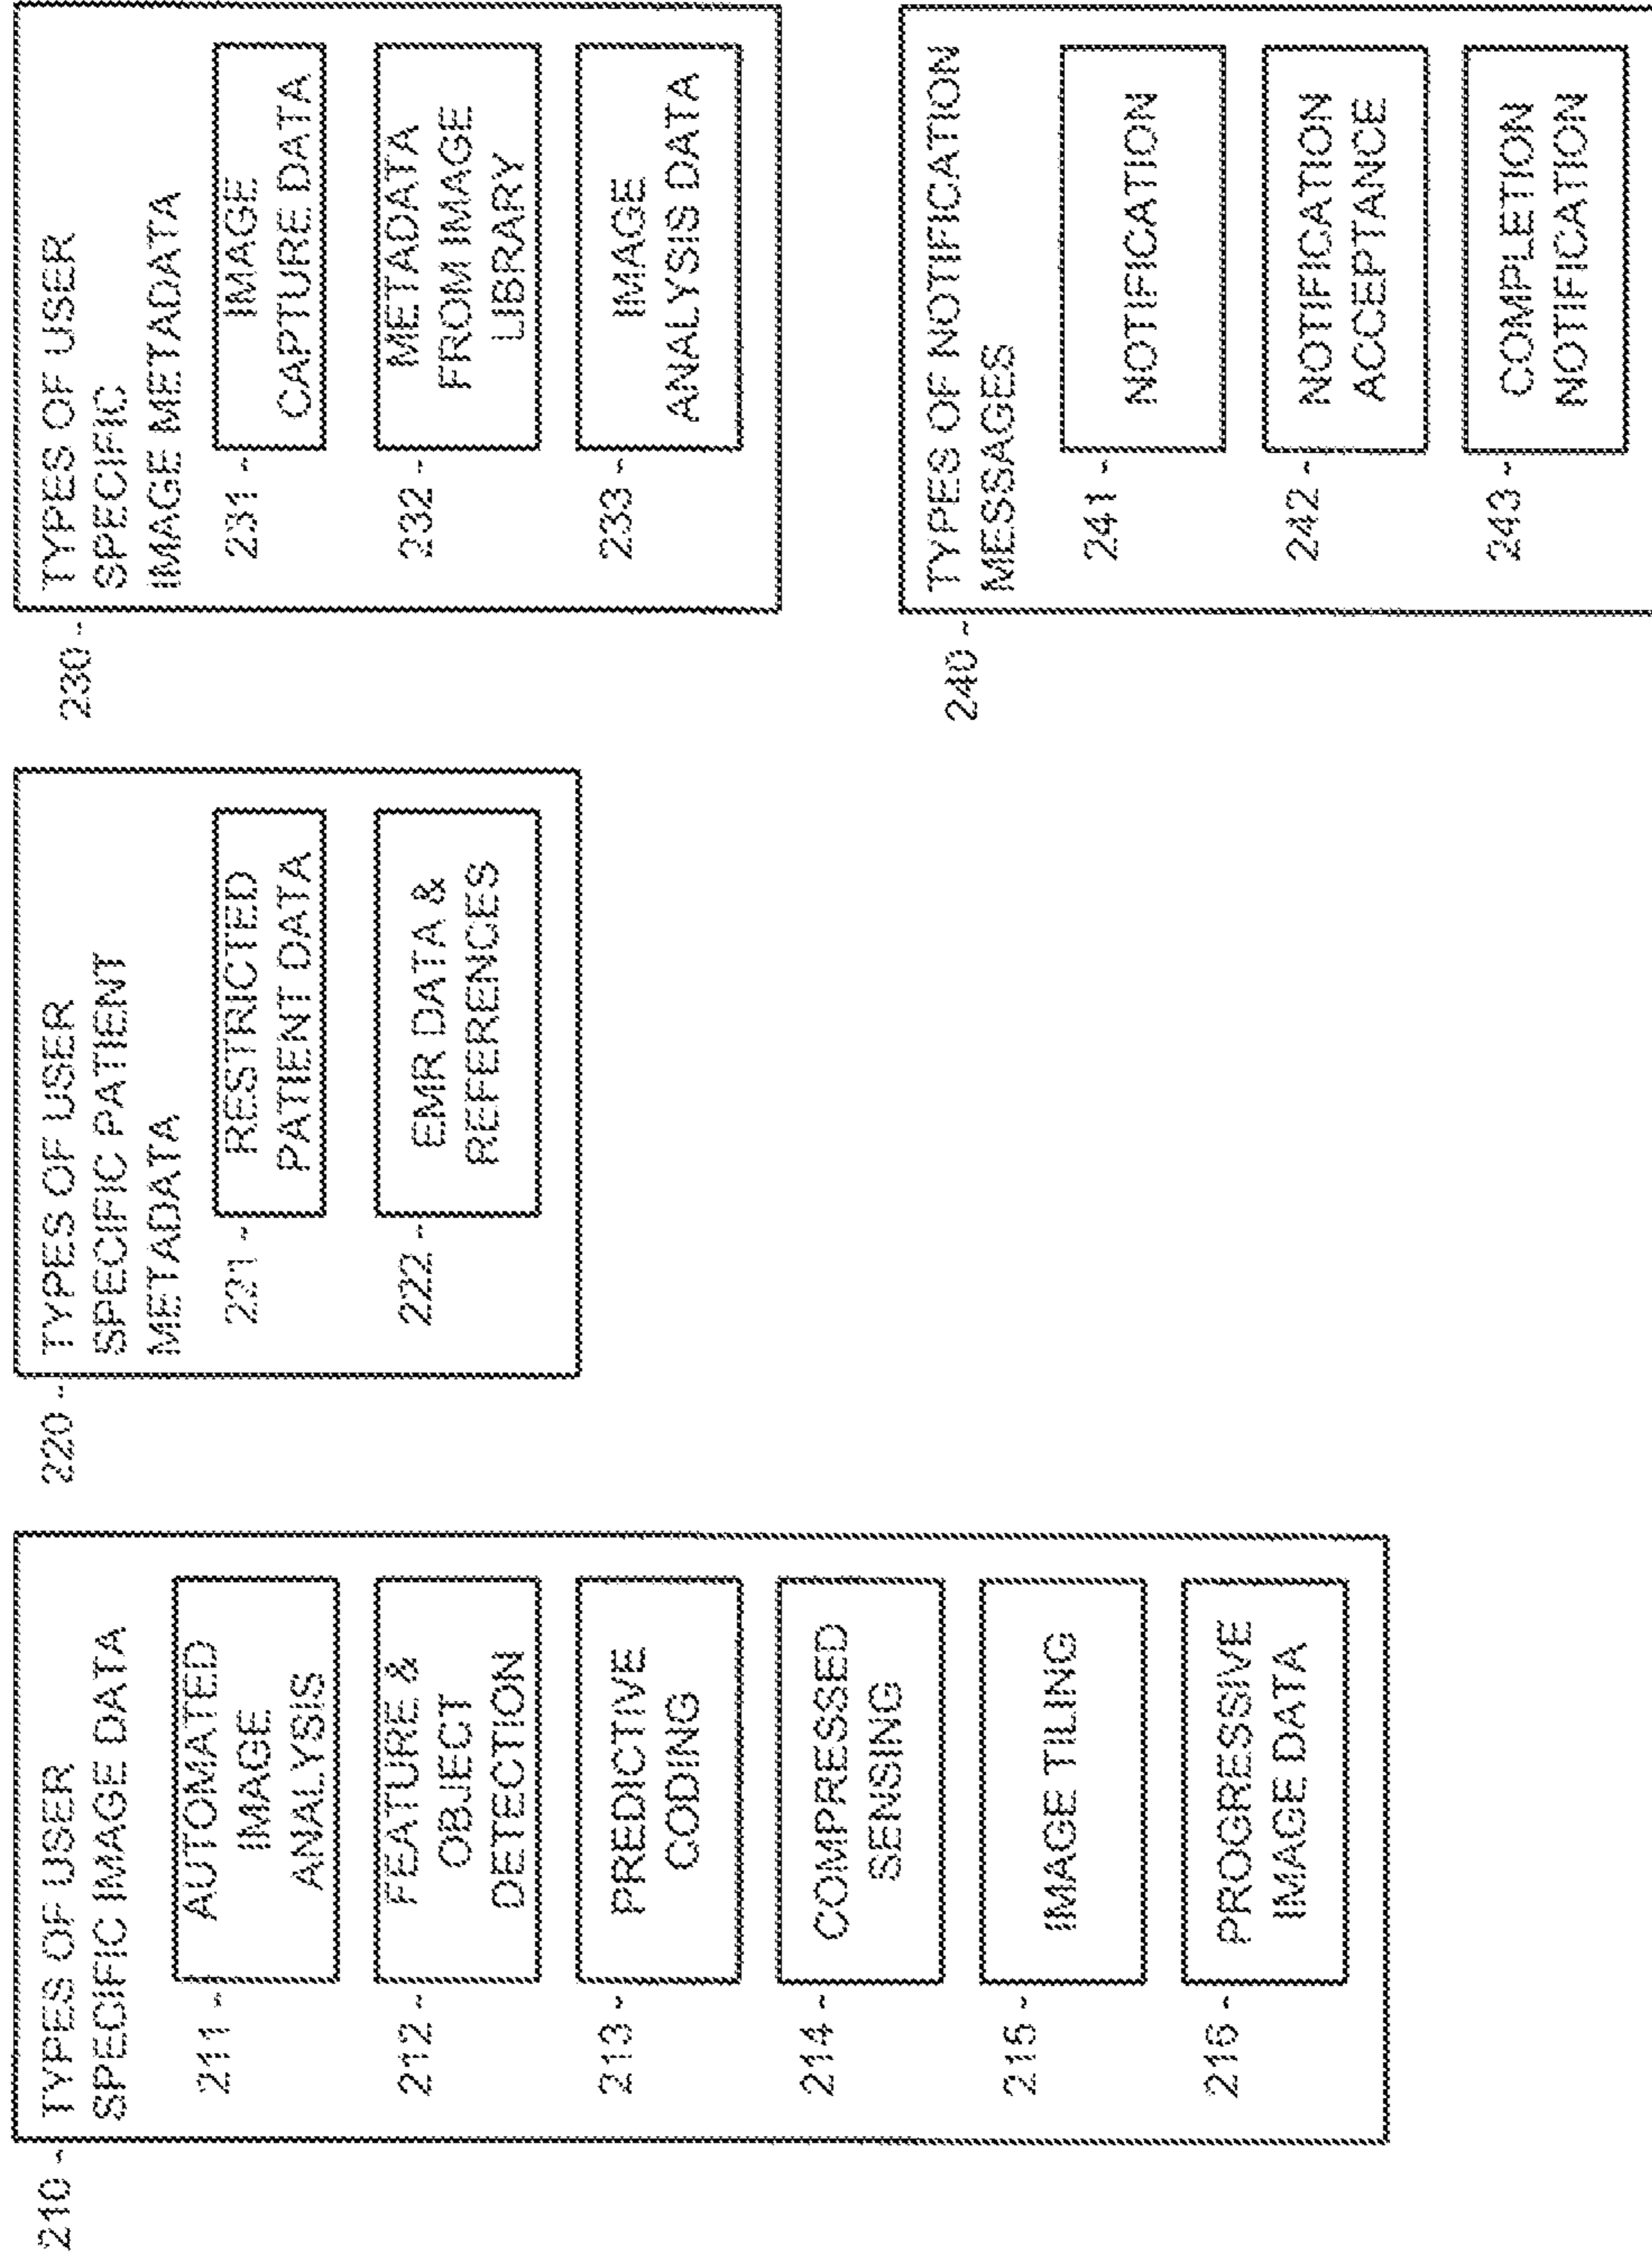 210
TYPES OF USER
SPECIFIC IMAGE DATA
211
AUTOMATED
IMAGE
ANALYSIS
212
FEATURE &
OBJECT
DETECTION
213
PREDICTIVE
CODING
214
COMPRESSED
SENSING
215
IMAGE TILING
216
PROGRESSIVE
IMAGE DATA
220
TYPES OF USER
SPECIFIC PATIENT
METADATA
221
RESTRICTED
PATIENT DATA
222
EMR DATA &
REFERENCES
230
TYPES OF USER
SPECIFIC
IMAGE METADATA
231
IMAGE
CAPTURE DATA
232
METADATA
FROM IMAGE
LIBRARY
233
IMAGE
ANALYSIS DATA
240
TYPES OF NOTIFICATION
MESSAGES
241
NOTIFICATION
242
NOTIFICATION
ACCEPTANCE
243
COMPLETION
NOTIFICATION